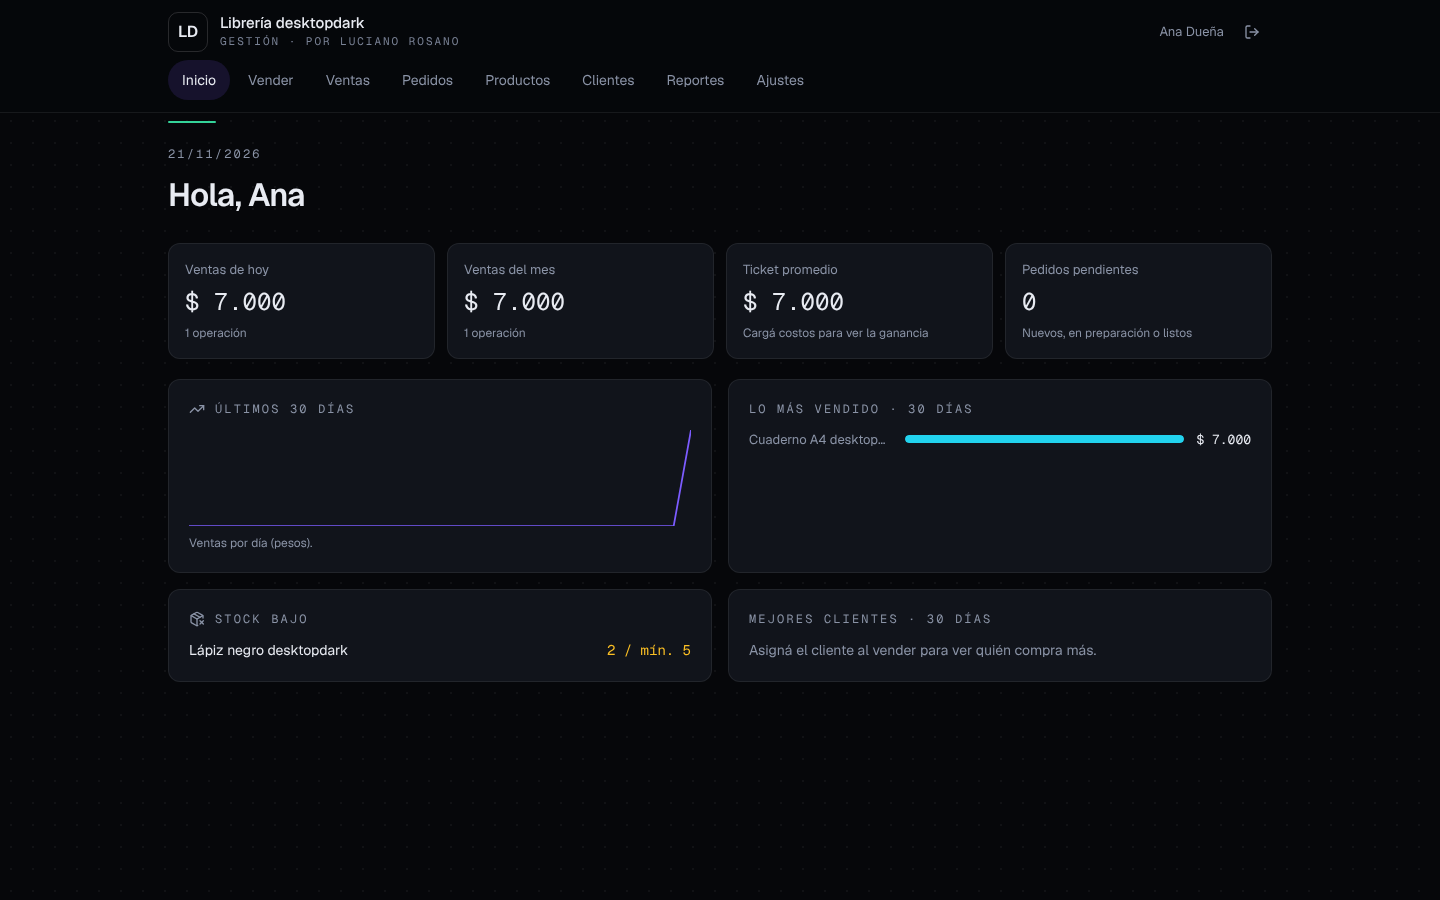 LD
Librería desktopdark
GESTIÓN · POR LUCIANO ROSANO
Ana Dueña
Inicio
Vender
Ventas
Pedidos
Productos
Clientes
Reportes
Ajustes
21/11/2026
Hola, Ana
Ventas de hoy
$ 7.000
1 operación
Ventas del mes
$ 7.000
1 operación
Ticket promedio
$ 7.000
Cargá costos para ver la ganancia
Pedidos pendientes
0
Nuevos, en preparación o listos
ÚLTIMOS 30 DÍAS
Ventas por día (pesos).
LO MÁS VENDIDO · 30 DÍAS
Cuaderno A4 desktop…
$ 7.000
STOCK BAJO
Lápiz negro desktopdark
2 / mín. 5
MEJORES CLIENTES · 30 DÍAS
Asigná el cliente al vender para ver quién compra más.